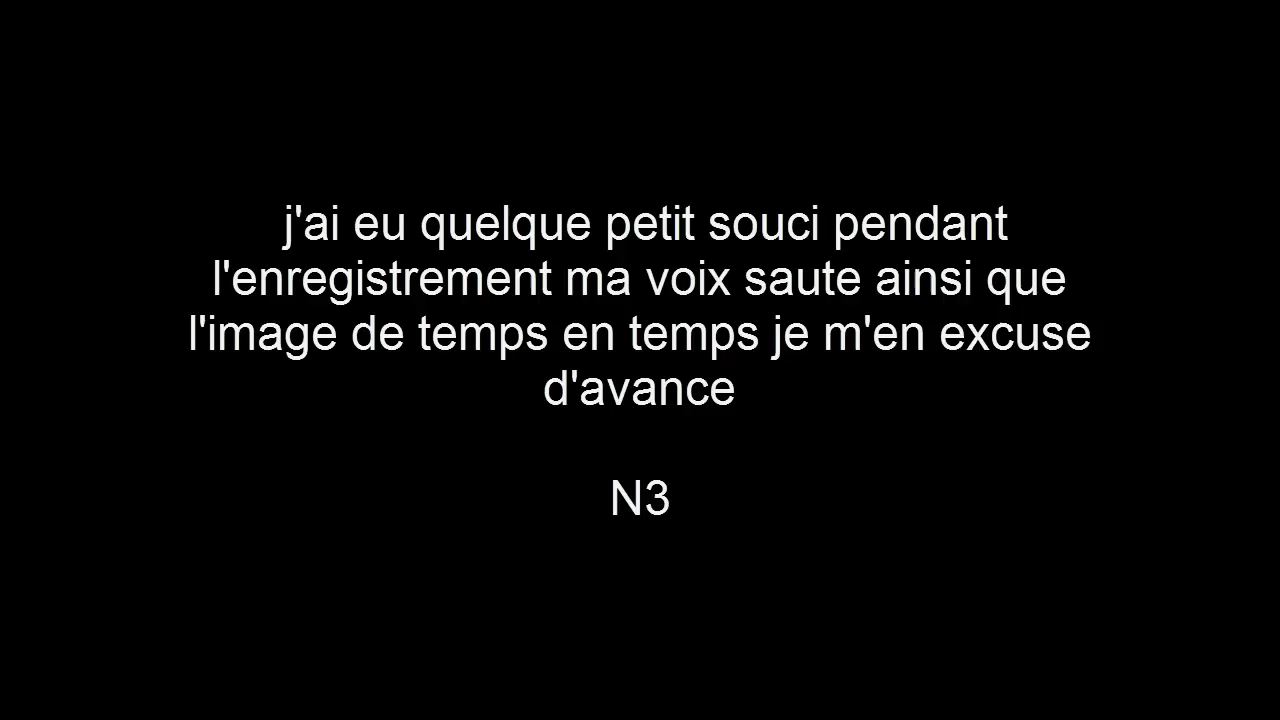 j'ai eu quelque petit souci pendant
l'enregistrement ma voix saute ainsi que
l'image de temps en temps je m'en excuse
d'avance
N3